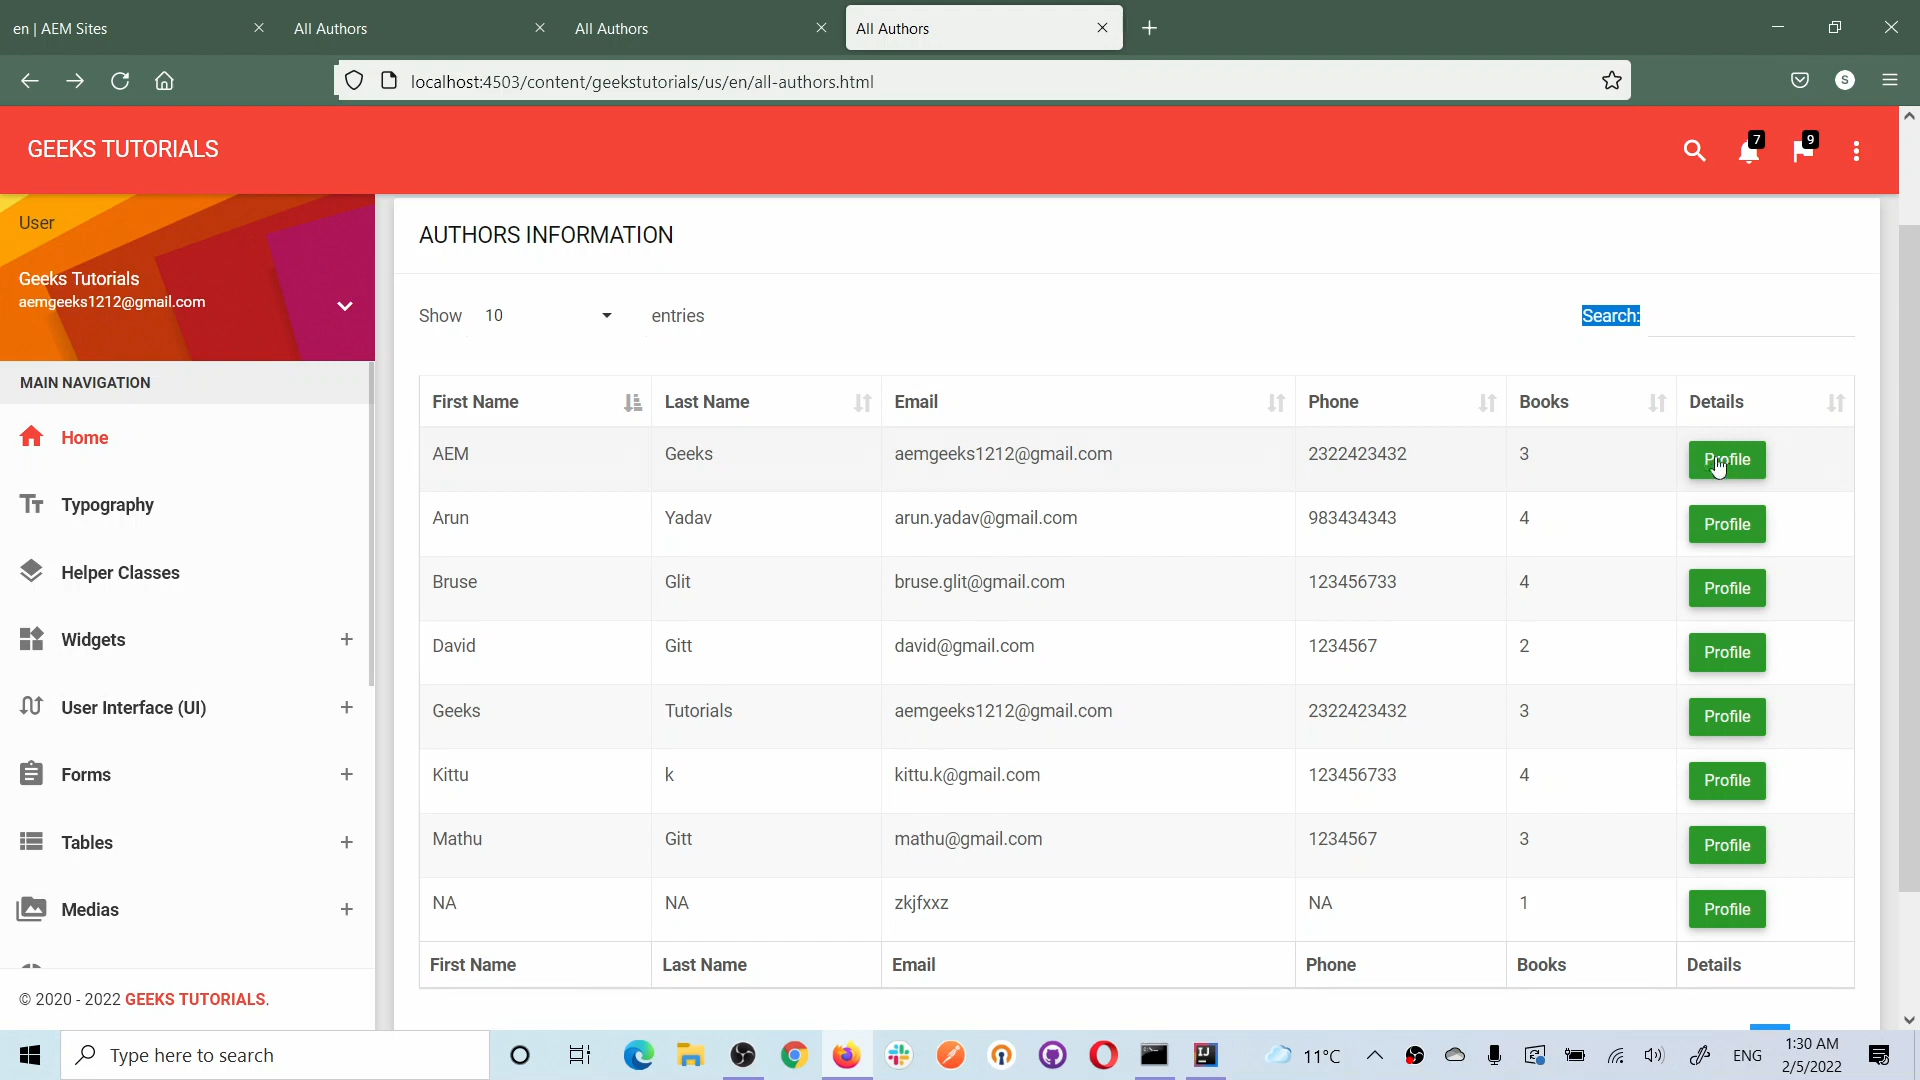 en | AEM Sites
All Authors
All Authors
All Authors
localhost:4503/content/geekstutorials/us/en/all-authors.html
S
GEEKS TUTORIALS
7
9
User
Geeks Tutorials
aemgeeks1212@gmail.com
MAIN NAVIGATION
Home
Typography
Helper Classes
Widgets
User Interface (UI)
Forms
Tables
Medias
© 2020 - 2022 GEEKS TUTORIALS.
AUTHORS INFORMATION
Show 10 entries
Search:
First Name Last Name Email Phone Books Details
AEM Geeks aemgeeks1212@gmail.com 2322423432 3 Profile
Arun Yadav arun.yadav@gmail.com 983434343 4 Profile
Bruse Glit bruse.glit@gmail.com 123456733 4 Profile
David Gitt david@gmail.com 1234567 2 Profile
Geeks Tutorials aemgeeks1212@gmail.com 2322423432 3 Profile
Kittu k kittu.k@gmail.com 123456733 4 Profile
Mathu Gitt mathu@gmail.com 1234567 3 Profile
NA NA zkjfxxz NA 1 Profile
First Name Last Name Email Phone Books Details
Type here to search
11°C
ENG
1:30 AM
2/5/2022